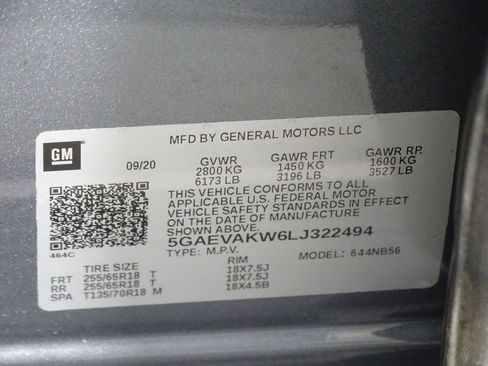 GM
MFD BY GENERAL MOTORS LLC
09/20 GVWR GAWR FRT GAWR RR
2800 KG 1450 KG 1600 KG
6173 LB 3196 LB 3527 LB
THIS VEHICLE CONFORMS TO ALL
APPLICABLE U.S. FEDERAL MOTOR
VEHICLE SAFETY STANDARDS IN EFFECT
ON THE DATE OF MANUFACTURE
SHOWN ABOVE.
5GAEVAKW6LJ322494
464C TYPE: M.P.V. MODEL: 644NB56
TIRE SIZE RIM
FRT 255/65R18 T 18X7.5J
RR 255/65R18 T 18X7.5J
SPA T135/70R18 M 18X4.5B